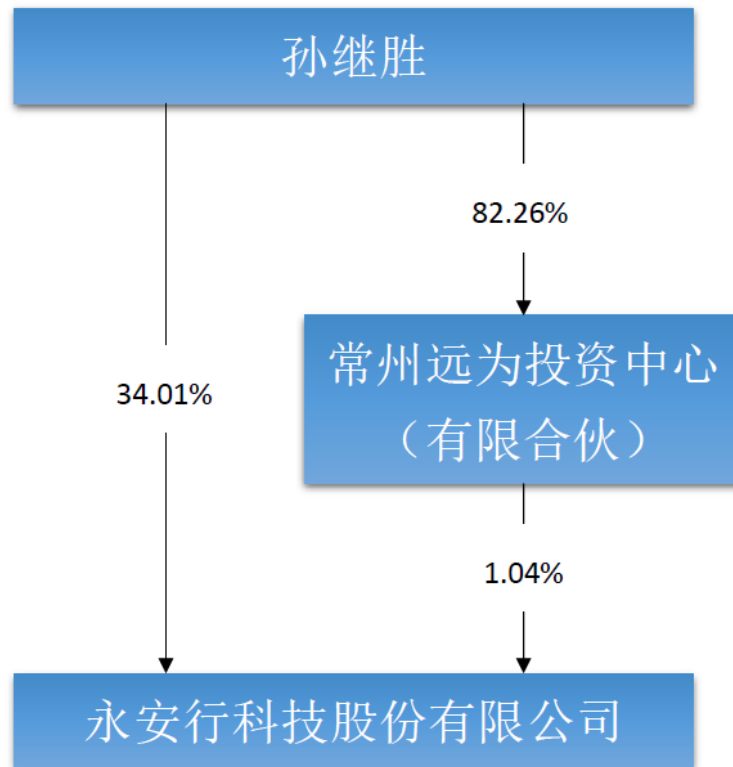 孙继胜
82.26%
常州远为投资中心
（有限合伙）
34.01%
1.04%
永安行科技股份有限公司